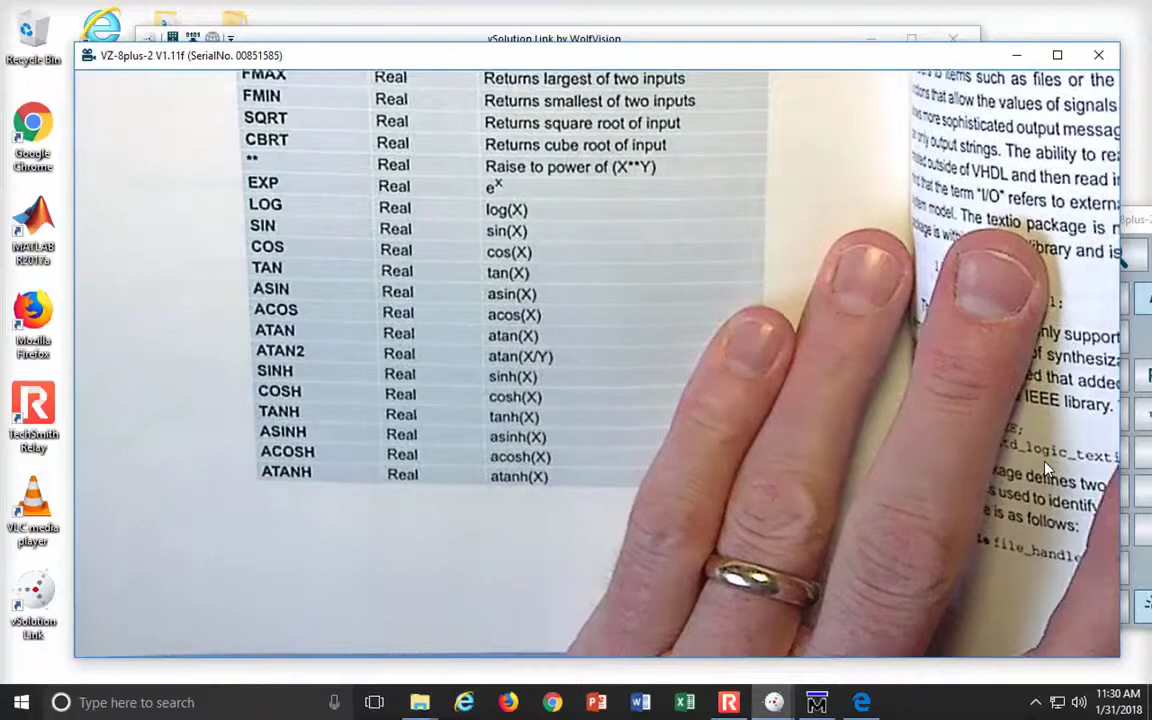 Recycle Bin
Google Chrome
MATLAB R2017a
Mozilla Firefox
TechSmith Relay
VLC media player
vSolution Link
vSolution Link by WolfVision
VZ-8plus-2 V1.11f (SerialNo. 00851585)
8plus-2
FMAX Real Returns largest of two inputs
FMIN Real Returns smallest of two inputs
SQRT Real Returns square root of input
CBRT Real Returns cube root of input
** Real Raise to power of (X**Y)
EXP Real e^x
LOG Real log(X)
SIN Real sin(X)
COS Real cos(X)
TAN Real tan(X)
ASIN Real asin(X)
ACOS Real acos(X)
ATAN Real atan(X)
ATAN2 Real atan(X/Y)
SINH Real sinh(X)
COSH Real cosh(X)
TANH Real tanh(X)
ASINH Real asinh(X)
ACOSH Real acosh(X)
ATANH Real atanh(X)
to items such as files or the
that allow the values of signals
more sophisticated output
only output strings. The ability to
outside of VHDL and then read
that the term "I/O" refers to
model. The textio package is
is library and is
support
of
that added
IEEE library.
defines two
used to identify
is as follows:
Type here to search
11:30 AM
1/31/2018